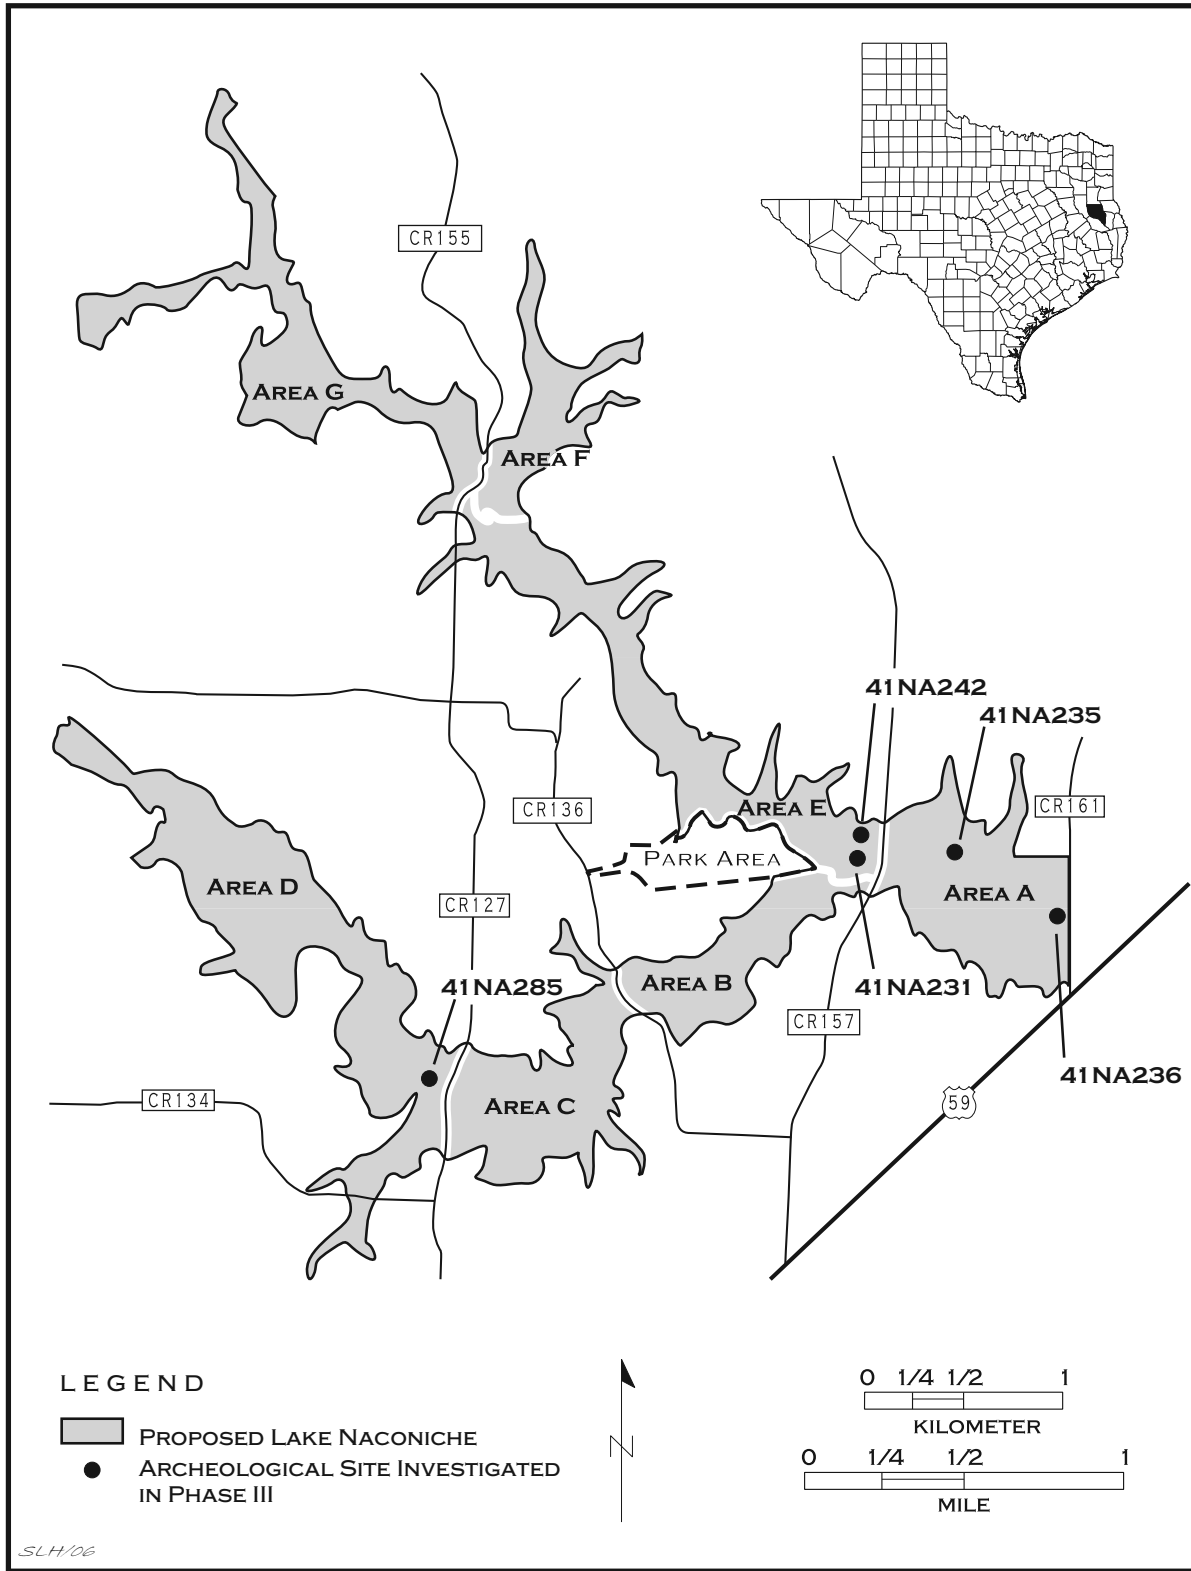 CR155
AREA G
AREA F
41NA242
41NA235
CR136
AREA E
CR161
PARK AREA
AREA D
AREA A
CR127
41NA285
AREA B
41NA231
CR157
41NA236
CR134
AREA C
59
LEGEND
PROPOSED LAKE NACONICHE
ARCHEOLOGICAL SITE INVESTIGATED
IN PHASE III
N
0 1/4 1/2 1
KILOMETER
0 1/4 1/2 1
MILE
SLH/06